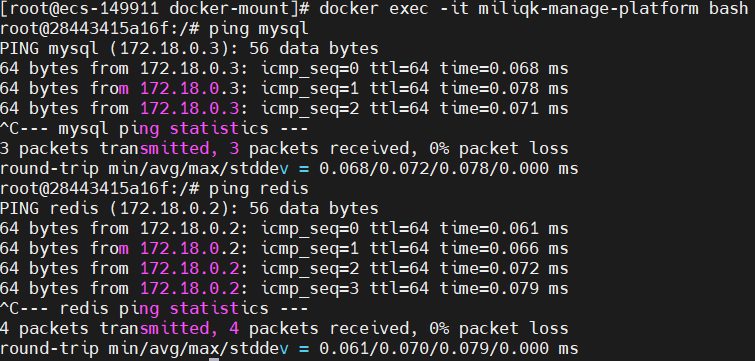 [root@ecs-149911 docker-mount]# docker exec -it miliqk-manage-platform bash
root@28443415a16f:/# ping mysql
PING mysql (172.18.0.3): 56 data bytes
64 bytes from 172.18.0.3: icmp_seq=0 ttl=64 time=0.068 ms
64 bytes from 172.18.0.3: icmp_seq=1 ttl=64 time=0.078 ms
64 bytes from 172.18.0.3: icmp_seq=2 ttl=64 time=0.071 ms
^C--- mysql ping statistics ---
3 packets transmitted, 3 packets received, 0% packet loss
round-trip min/avg/max/stddev = 0.068/0.072/0.078/0.000 ms
root@28443415a16f:/# ping redis
PING redis (172.18.0.2): 56 data bytes
64 bytes from 172.18.0.2: icmp_seq=0 ttl=64 time=0.061 ms
64 bytes from 172.18.0.2: icmp_seq=1 ttl=64 time=0.066 ms
64 bytes from 172.18.0.2: icmp_seq=2 ttl=64 time=0.072 ms
64 bytes from 172.18.0.2: icmp_seq=3 ttl=64 time=0.079 ms
^C--- redis ping statistics ---
4 packets transmitted, 4 packets received, 0% packet loss
round-trip min/avg/max/stddev = 0.061/0.070/0.079/0.000 ms